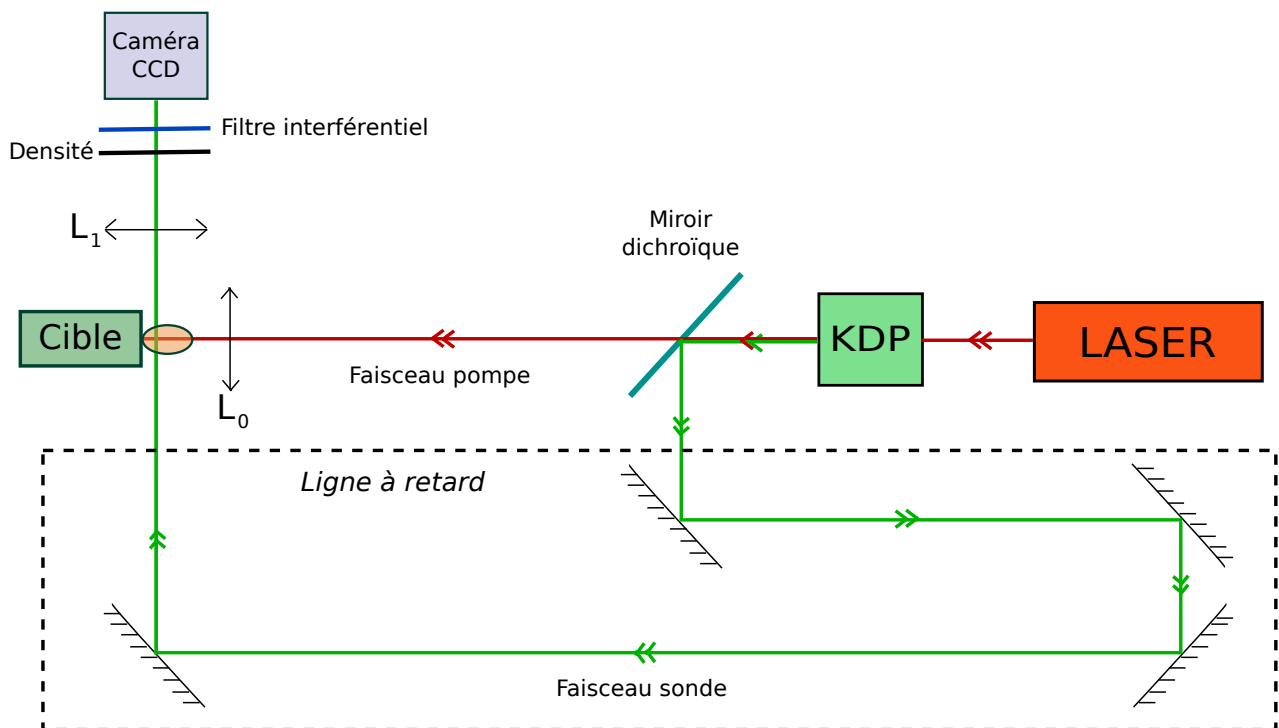 Caméra
CCD
Filtre interférentiel
Densité
L1
Miroir
dichroïque
Cible
KDP
LASER
Faisceau pompe
L0
Ligne à retard
Faisceau sonde